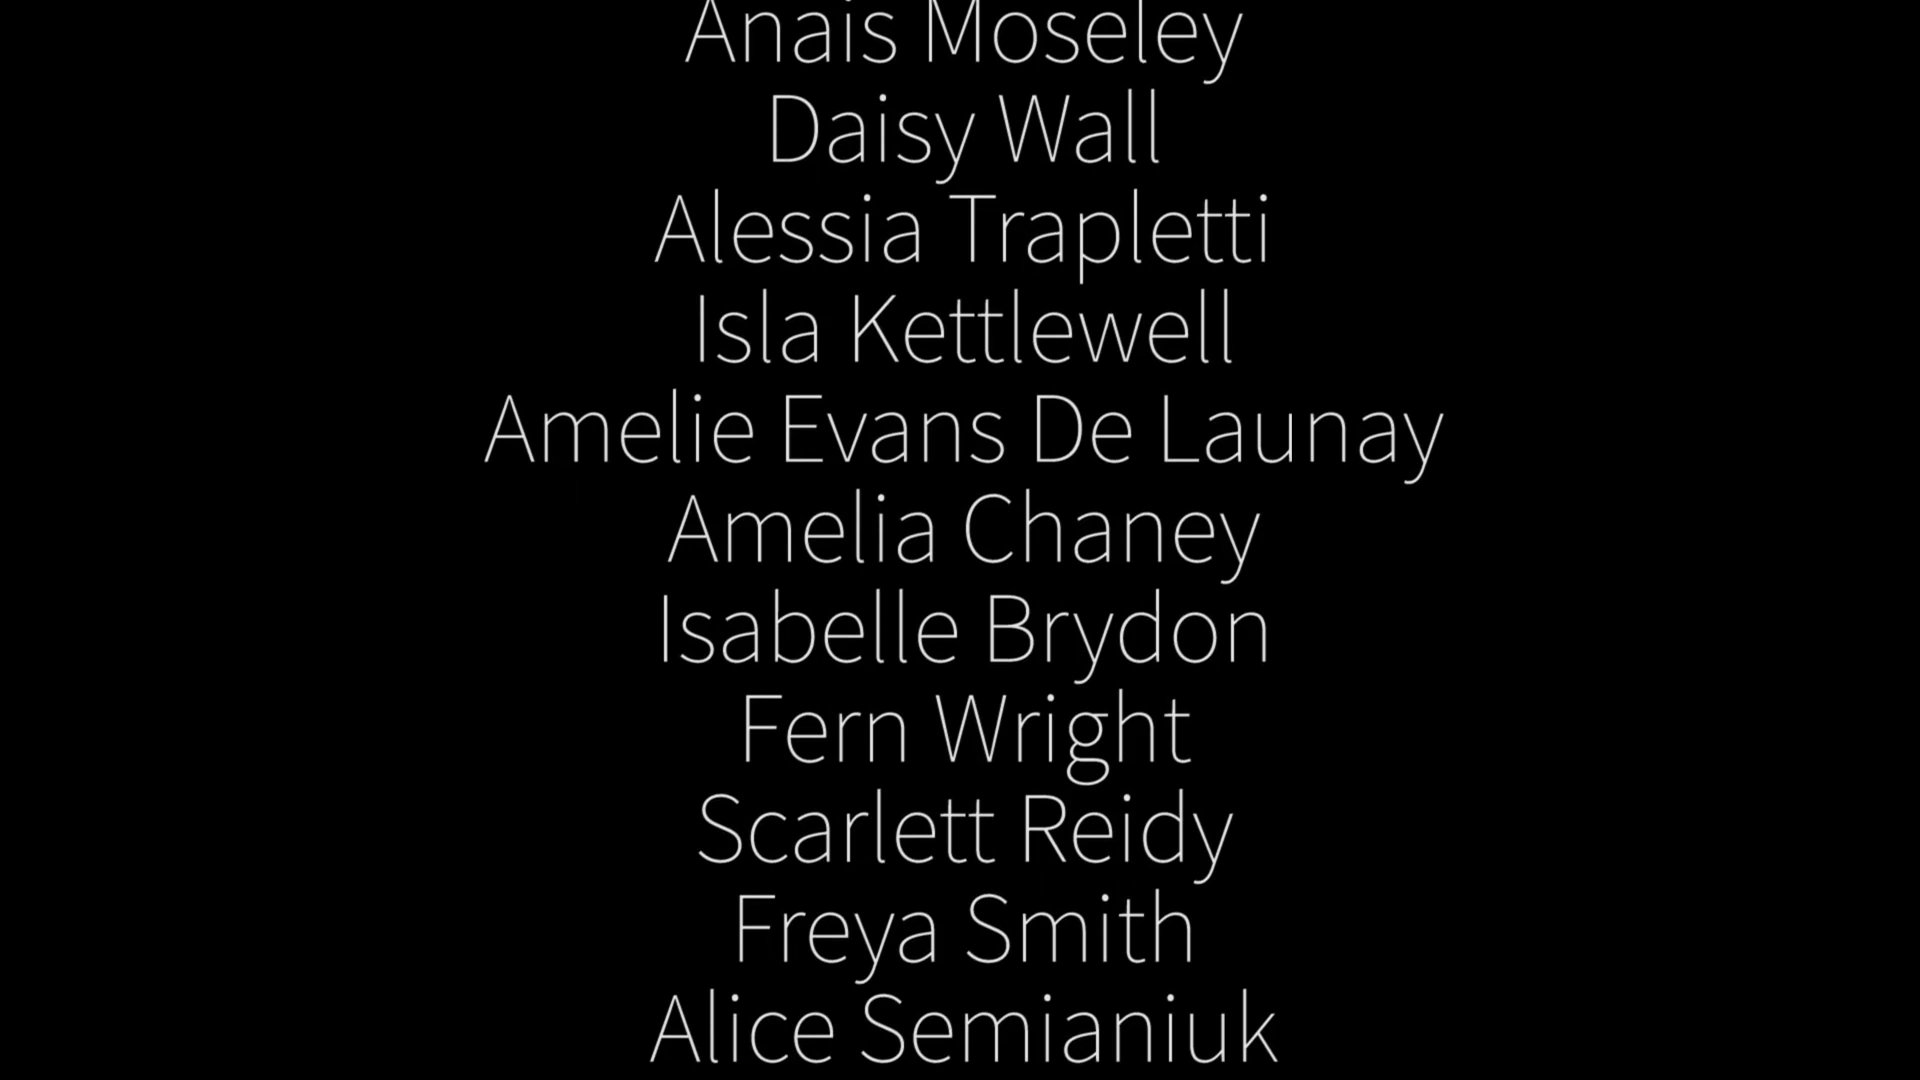 Anais Moseley
Daisy Wall
Alessia Trapletti
Isla Kettlewell
Amelie Evans De Launay
Amelia Chaney
Isabelle Brydon
Fern Wright
Scarlett Reidy
Freya Smith
Alice Semianiuk